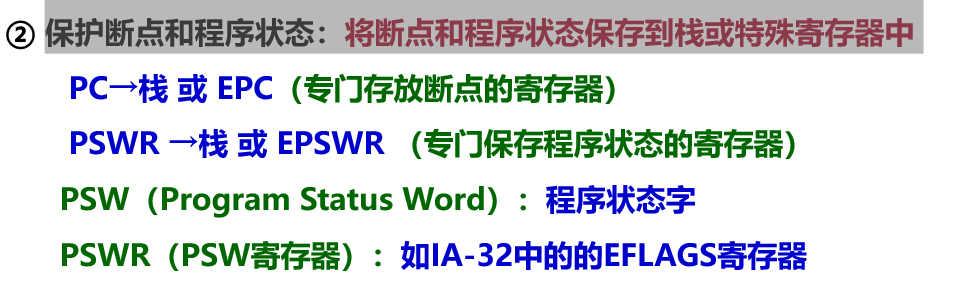 ② 保护断点和程序状态：将断点和程序状态保存到栈或特殊寄存器中
PC→栈 或 EPC（专门存放断点的寄存器）
PSWR →栈 或 EPSWR （专门保存程序状态的寄存器）
PSW（Program Status Word）：程序状态字
PSWR（PSW寄存器）：如IA-32中的的EFLAGS寄存器